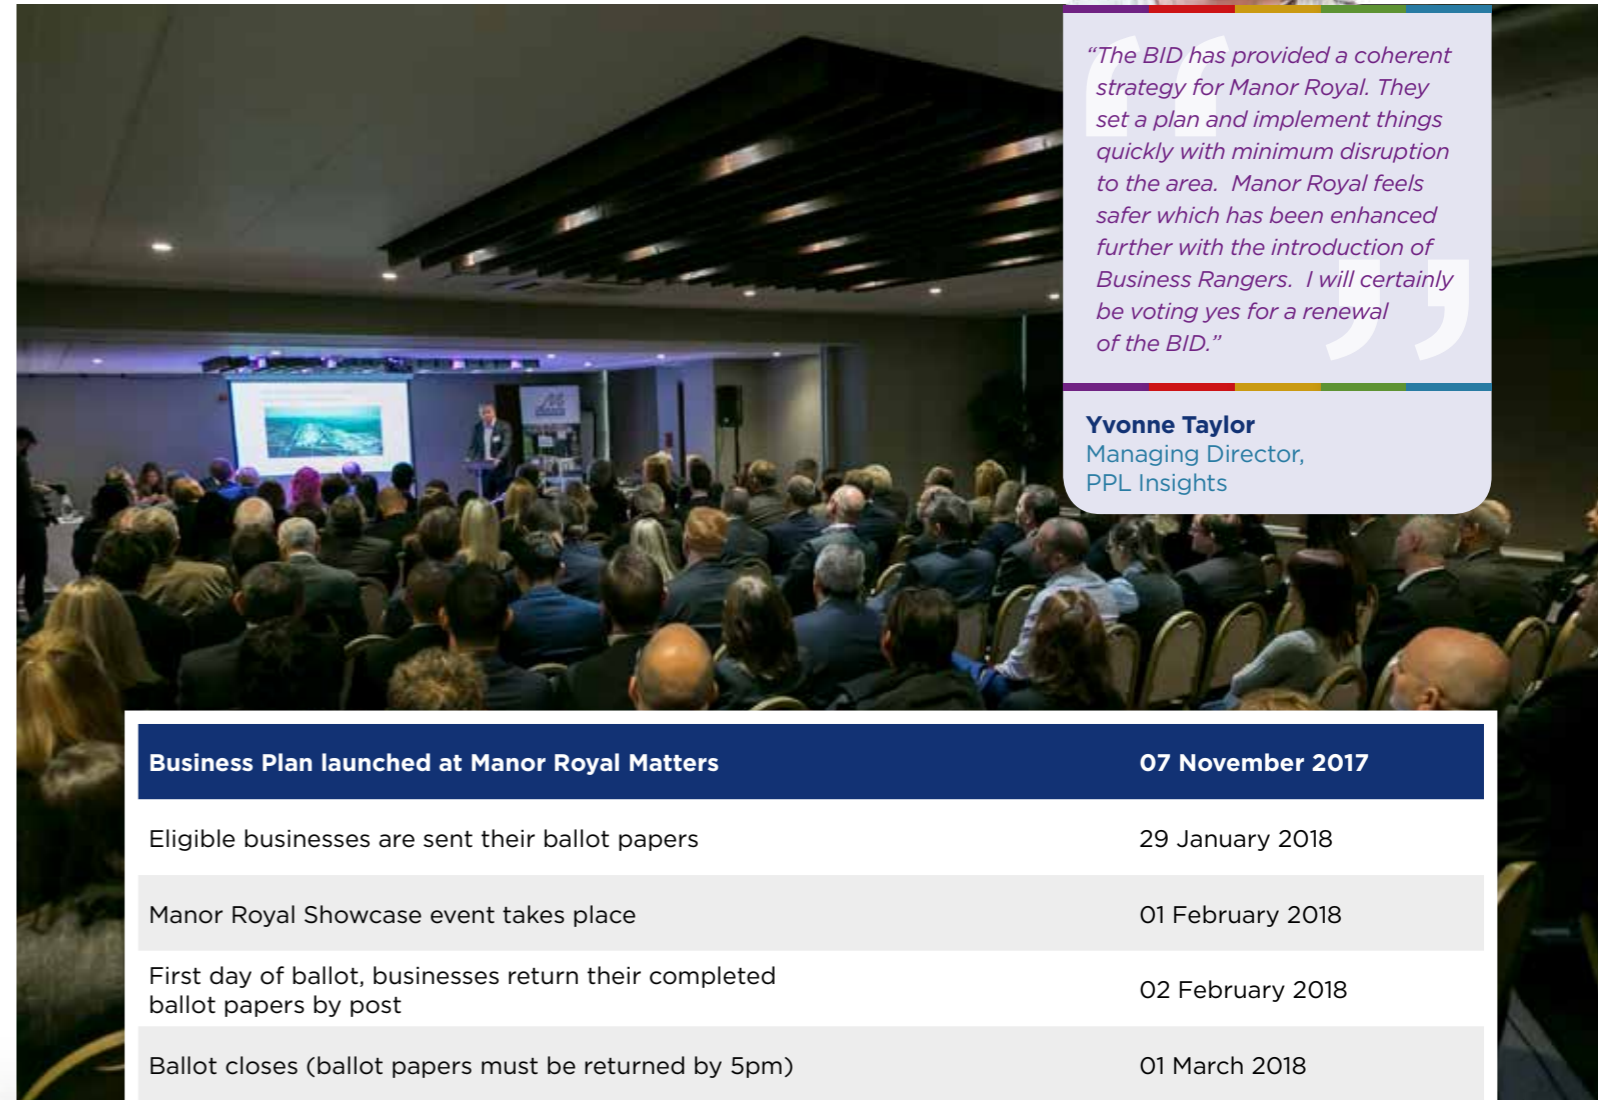 “The BID has provided a coherent
strategy for Manor Royal. They
set a plan and implement things
quickly with minimum disruption
to the area.  Manor Royal feels
safer which has been enhanced
further with the introduction of
Business Rangers.  I will certainly
be voting yes for a renewal
of the BID.”
Yvonne Taylor
Managing Director,
PPL Insights
Business Plan launched at Manor Royal Matters 07 November 2017
Eligible businesses are sent their ballot papers 29 January 2018
Manor Royal Showcase event takes place 01 February 2018
First day of ballot, businesses return their completed
ballot papers by post 02 February 2018
Ballot closes (ballot papers must be returned by 5pm) 01 March 2018